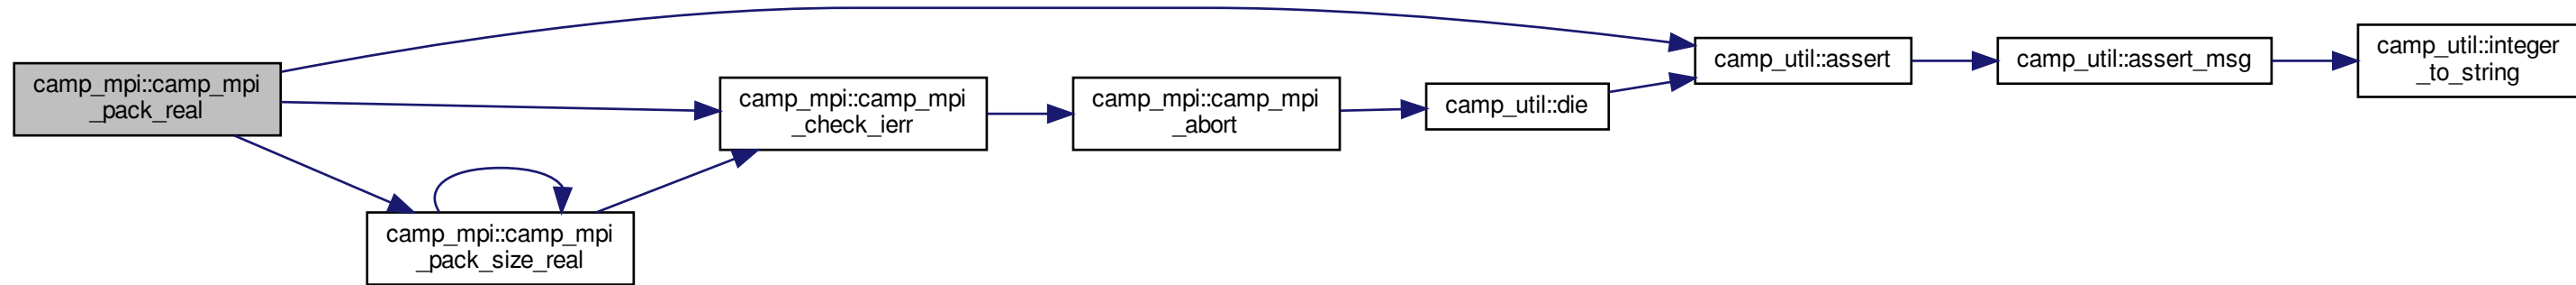 camp_mpi::camp_mpi
_pack_real
camp_mpi::camp_mpi
_pack_size_real
camp_mpi::camp_mpi
_check_ierr
camp_mpi::camp_mpi
_abort
camp_util::die
camp_util::assert
camp_util::assert_msg
camp_util::integer
_to_string